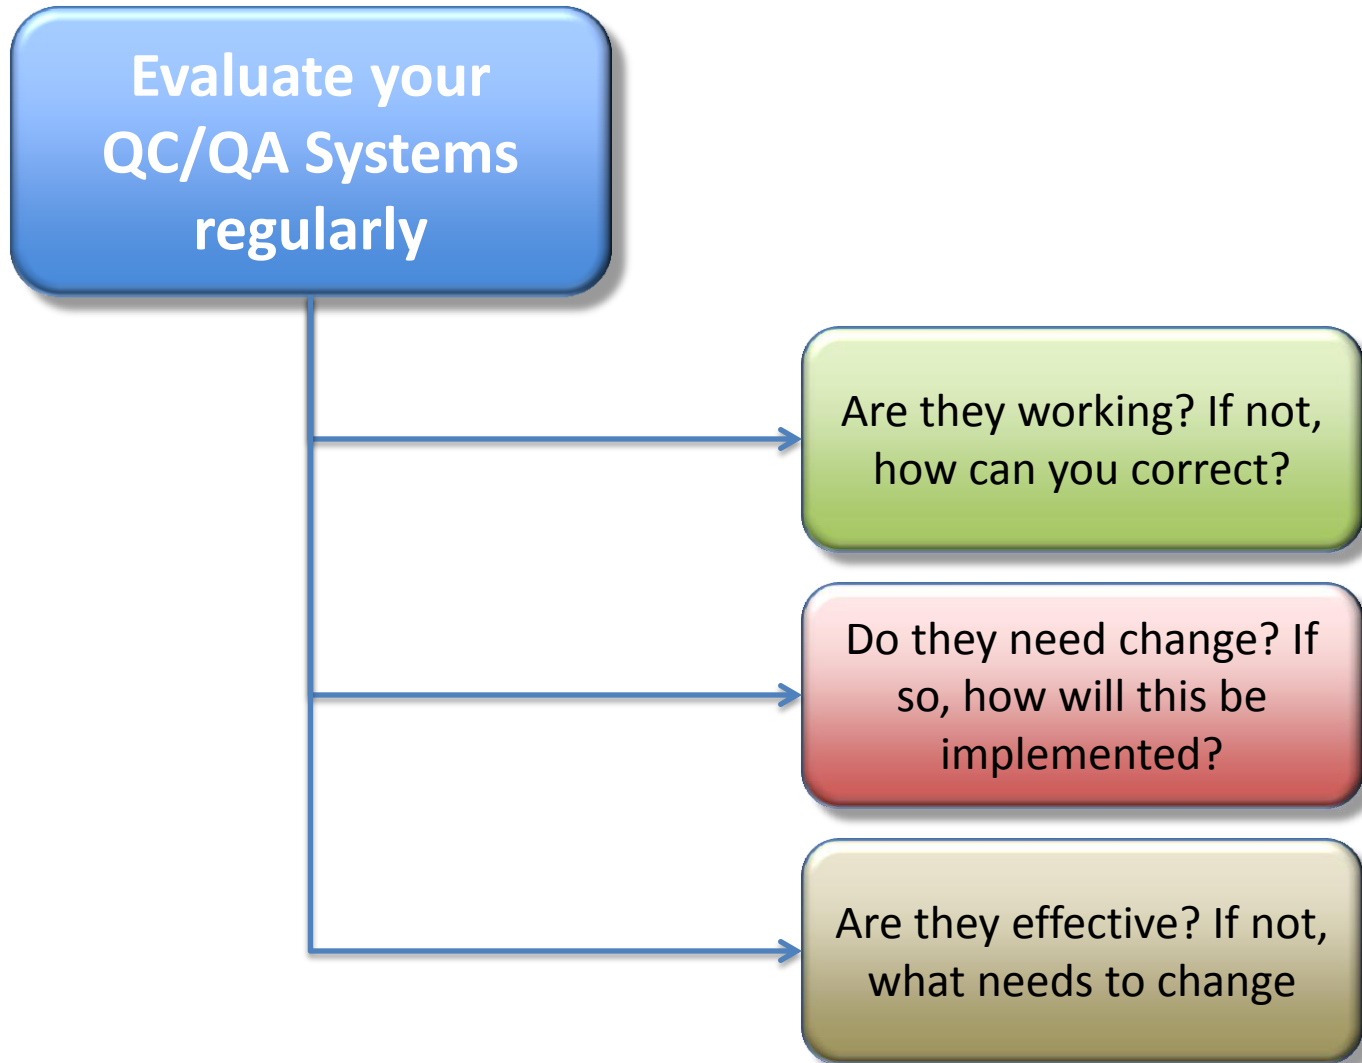 Evaluate your
QC/QA Systems
regularly
Are they working? If not,
how can you correct?
Do they need change? If
so, how will this be
implemented?
Are they effective? If not,
what needs to change